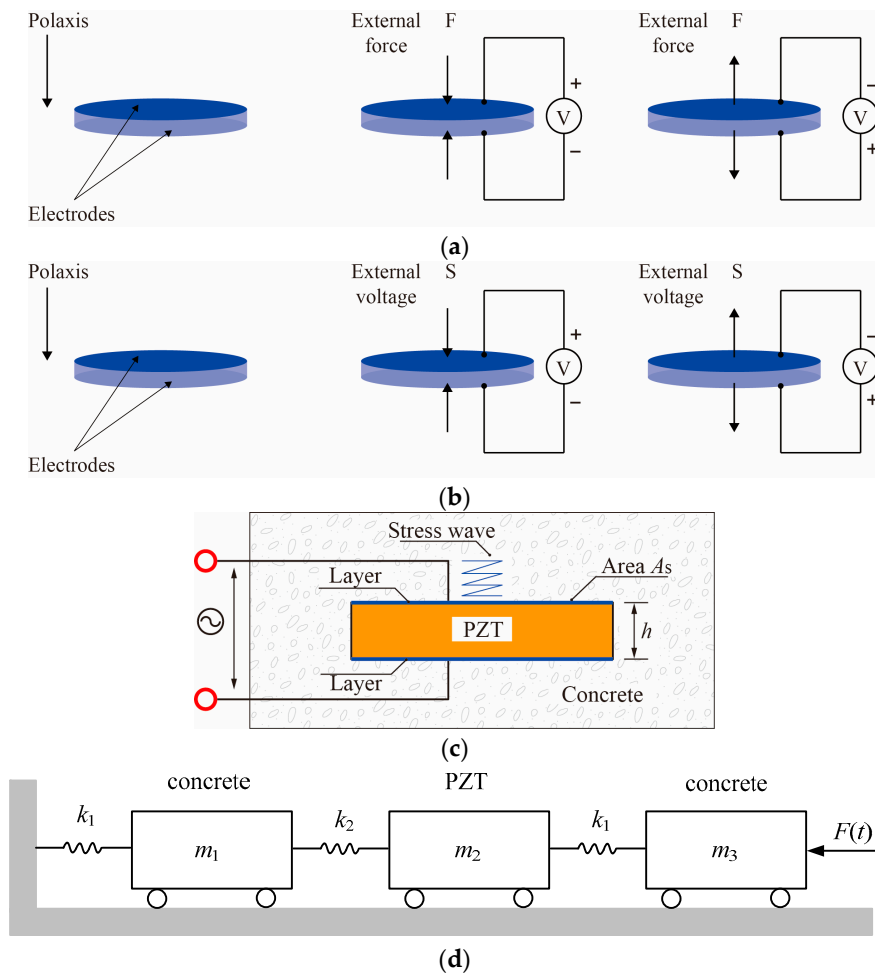 Polaxis
External force F
External force F
+
−
V
V
−
+
Electrodes
(a)
Polaxis
External voltage S
External voltage S
+
−
V
V
−
+
Electrodes
(b)
Stress wave
Layer
Area As
PZT
h
Layer
Concrete
(c)
concrete
PZT
concrete
k1
k2
k1
F(t)
m1
m2
m3
(d)